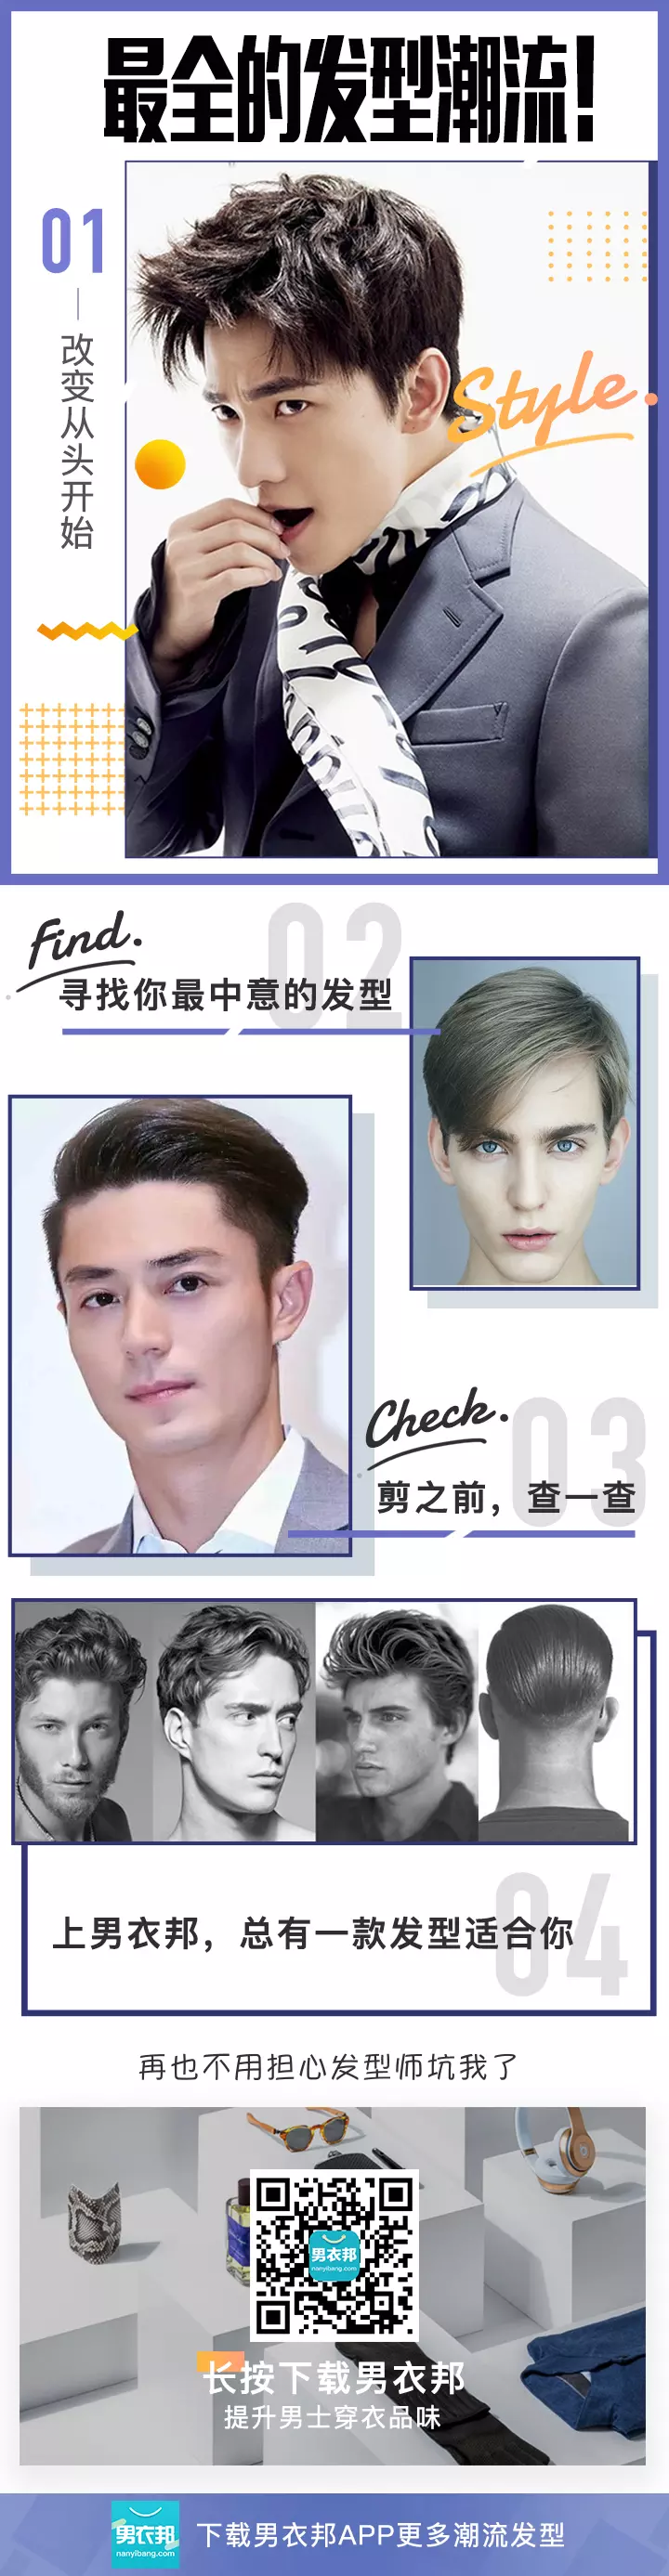 最全的发型潮流！
01
改变从头开始
Style.
Find.
02
寻找你最中意的发型
Check.
03
剪之前，查一查
04
上男衣邦，总有一款发型适合你
再也不用担心发型师坑我了
男衣邦
nanyibang.com
长按下载男衣邦
提升男士穿衣品味
男衣邦
nanyibang.com
下载男衣邦APP更多潮流发型